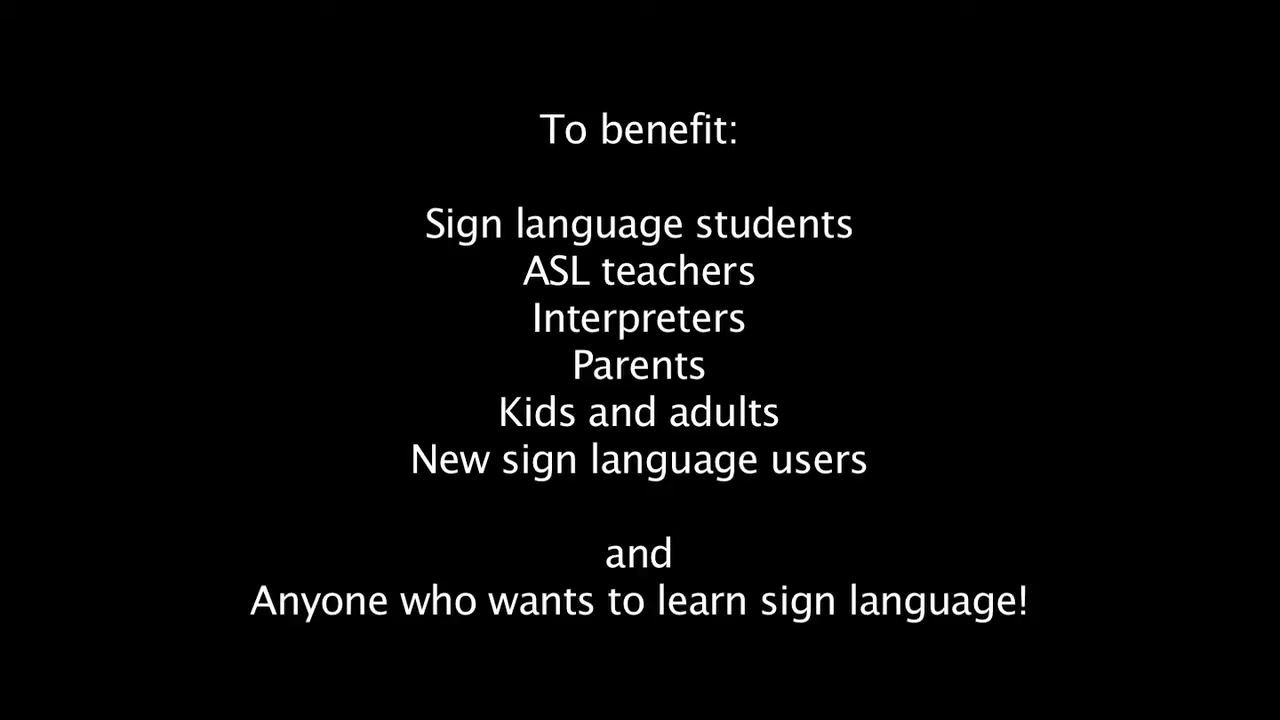 To benefit:
Sign language students
ASL teachers
Interpreters
Parents
Kids and adults
New sign language users
and
Anyone who wants to learn sign language!